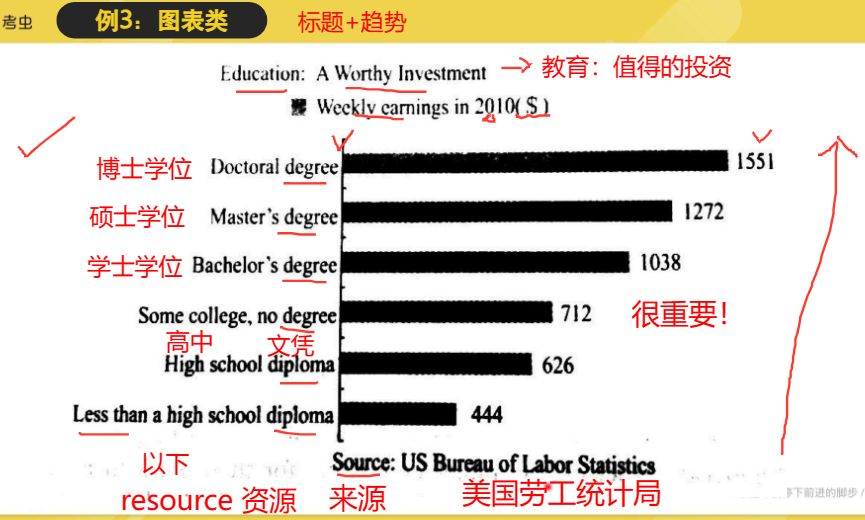 考虫
例3：图表类 标题+趋势
Education: A Worthy Investment 教育：值得的投资
Weekly earnings in 2010($)
博士学位 Doctoral degree 1551
硕士学位 Master's degree 1272
学士学位 Bachelor's degree 1038
Some college, no degree 712 很重要！
高中 文凭
High school diploma 626
Less than a high school diploma 444
以下
Source: US Bureau of Labor Statistics
resource 资源 来源 美国劳工统计局
下前进的脚步 /